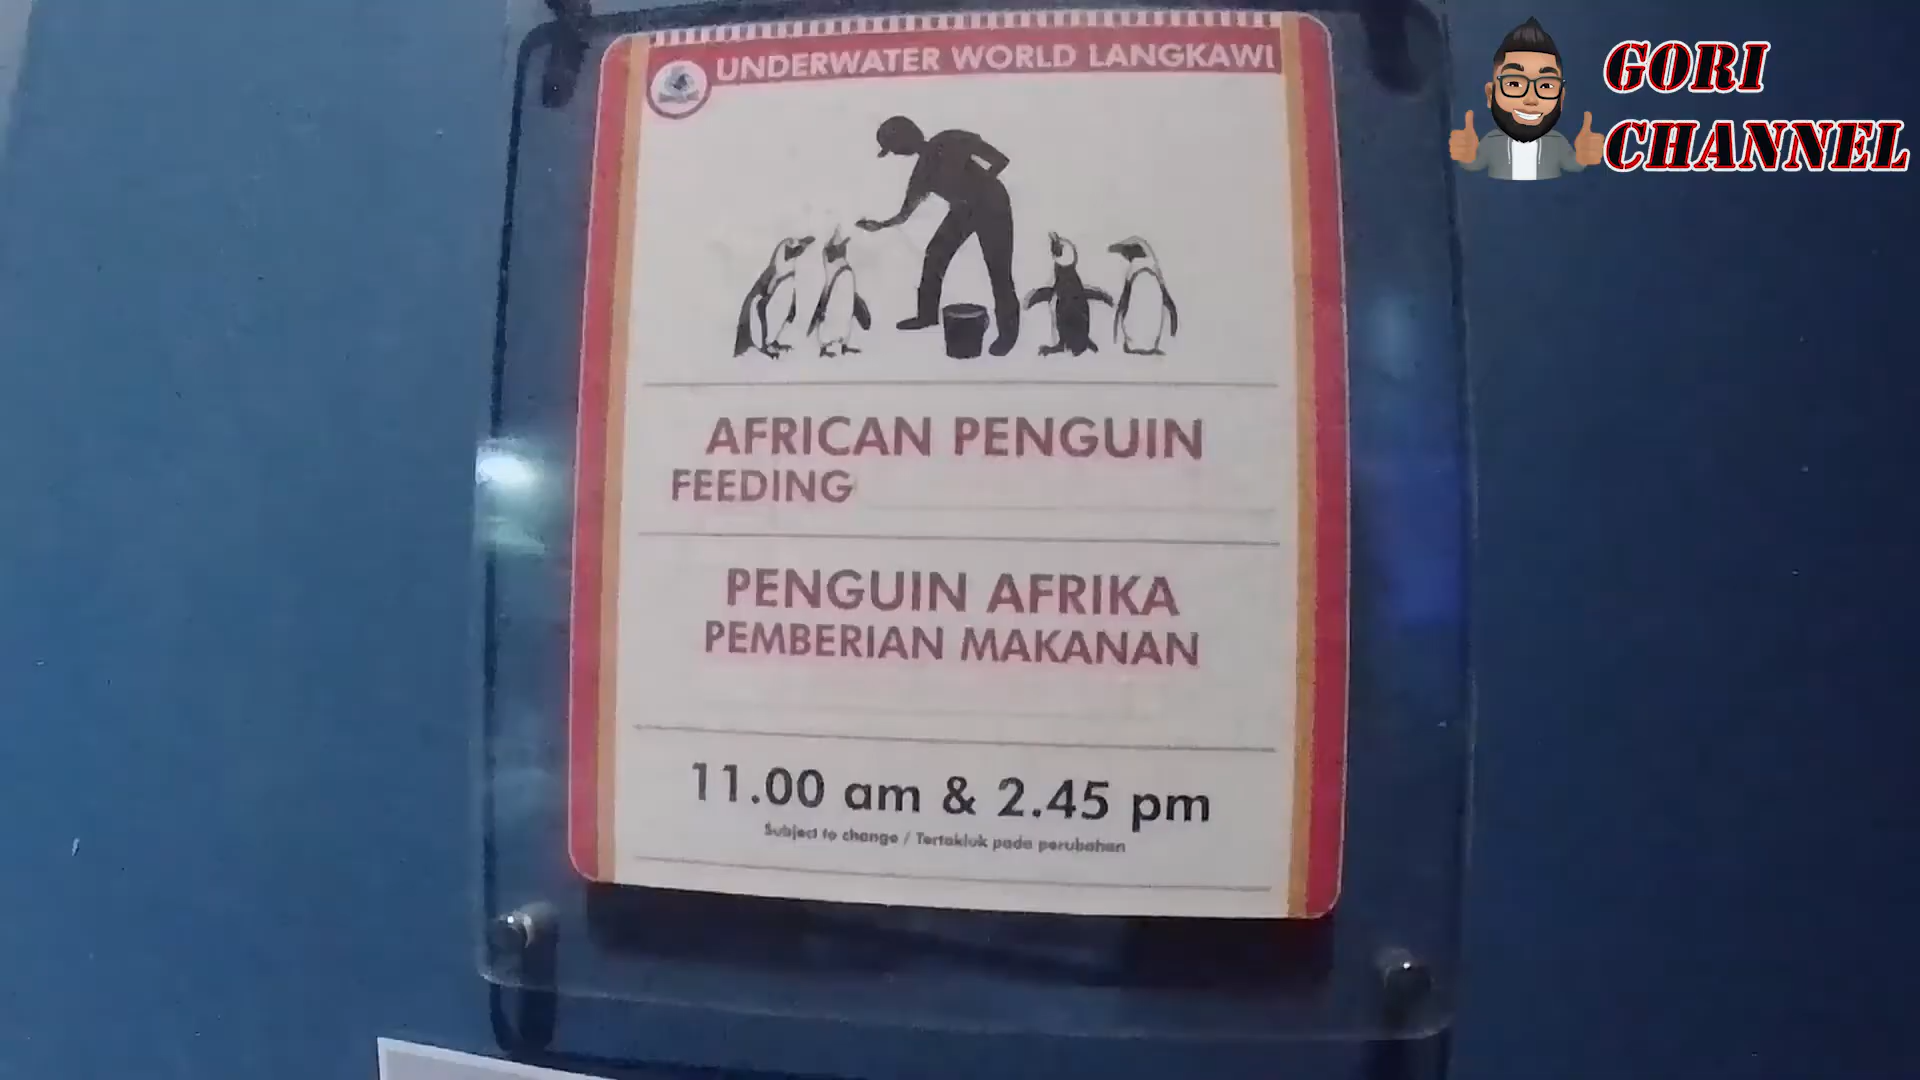 UNDERWATER WORLD LANGKAWI
GORI
CHANNEL
AFRICAN PENGUIN
FEEDING
PENGUIN AFRIKA
PEMBERIAN MAKANAN
11.00 am & 2.45 pm
Subject to change / Tertakluk pada perubahan